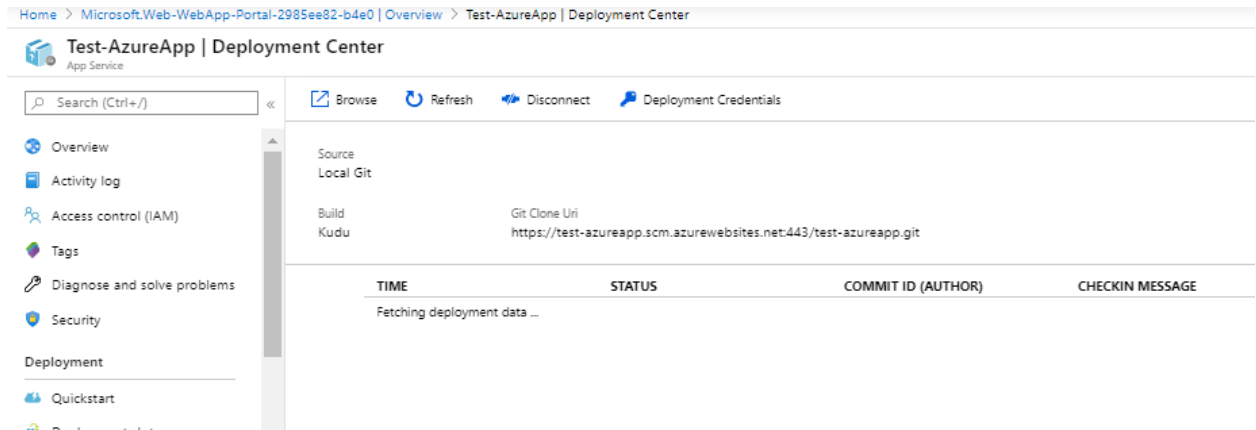 Home > Microsoft.Web-WebApp-Portal-2985ee82-b4e0 | Overview > Test-AzureApp | Deployment Center
Test-AzureApp | Deployment Center
App Service
Search (Ctrl+/)
«
Browse Refresh Disconnect Deployment Credentials
Overview
Activity log
Access control (IAM)
Tags
Diagnose and solve problems
Security
Deployment
Quickstart
Source
Local Git
Build Git Clone Uri
Kudu https://test-azureapp.scm.azurewebsites.net:443/test-azureapp.git
TIME STATUS COMMIT ID (AUTHOR) CHECKIN MESSAGE
Fetching deployment data ...